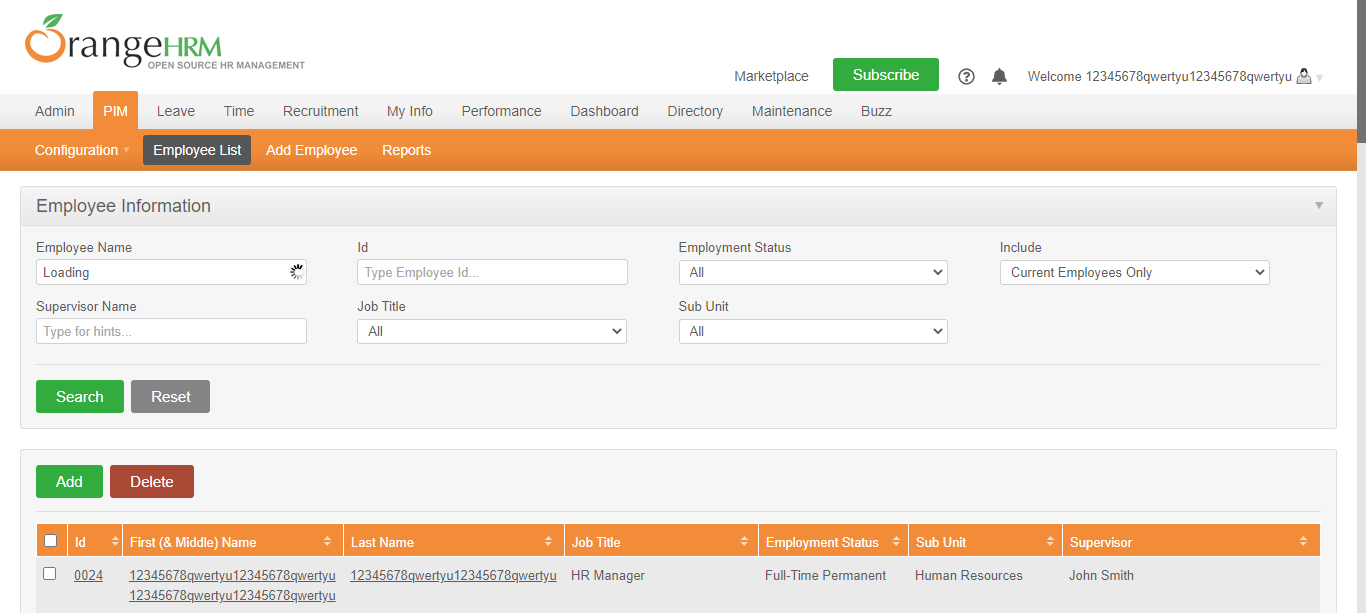 OrangeHRM
OPEN SOURCE HR MANAGEMENT
Marketplace Subscribe ? Welcome 12345678qwertyu12345678qwertyu
Admin PIM Leave Time Recruitment My Info Performance Dashboard Directory Maintenance Buzz
Configuration Employee List Add Employee Reports
Employee Information
Employee Name Id Employment Status Include
Loading Type Employee Id... All Current Employees Only
Supervisor Name Job Title Sub Unit
Type for hints... All All
Search Reset
Add Delete
Id First (& Middle) Name Last Name Job Title Employment Status Sub Unit Supervisor
0024 12345678qwertyu12345678qwertyu 12345678qwertyu12345678qwertyu HR Manager Full-Time Permanent Human Resources John Smith
12345678qwertyu12345678qwertyu